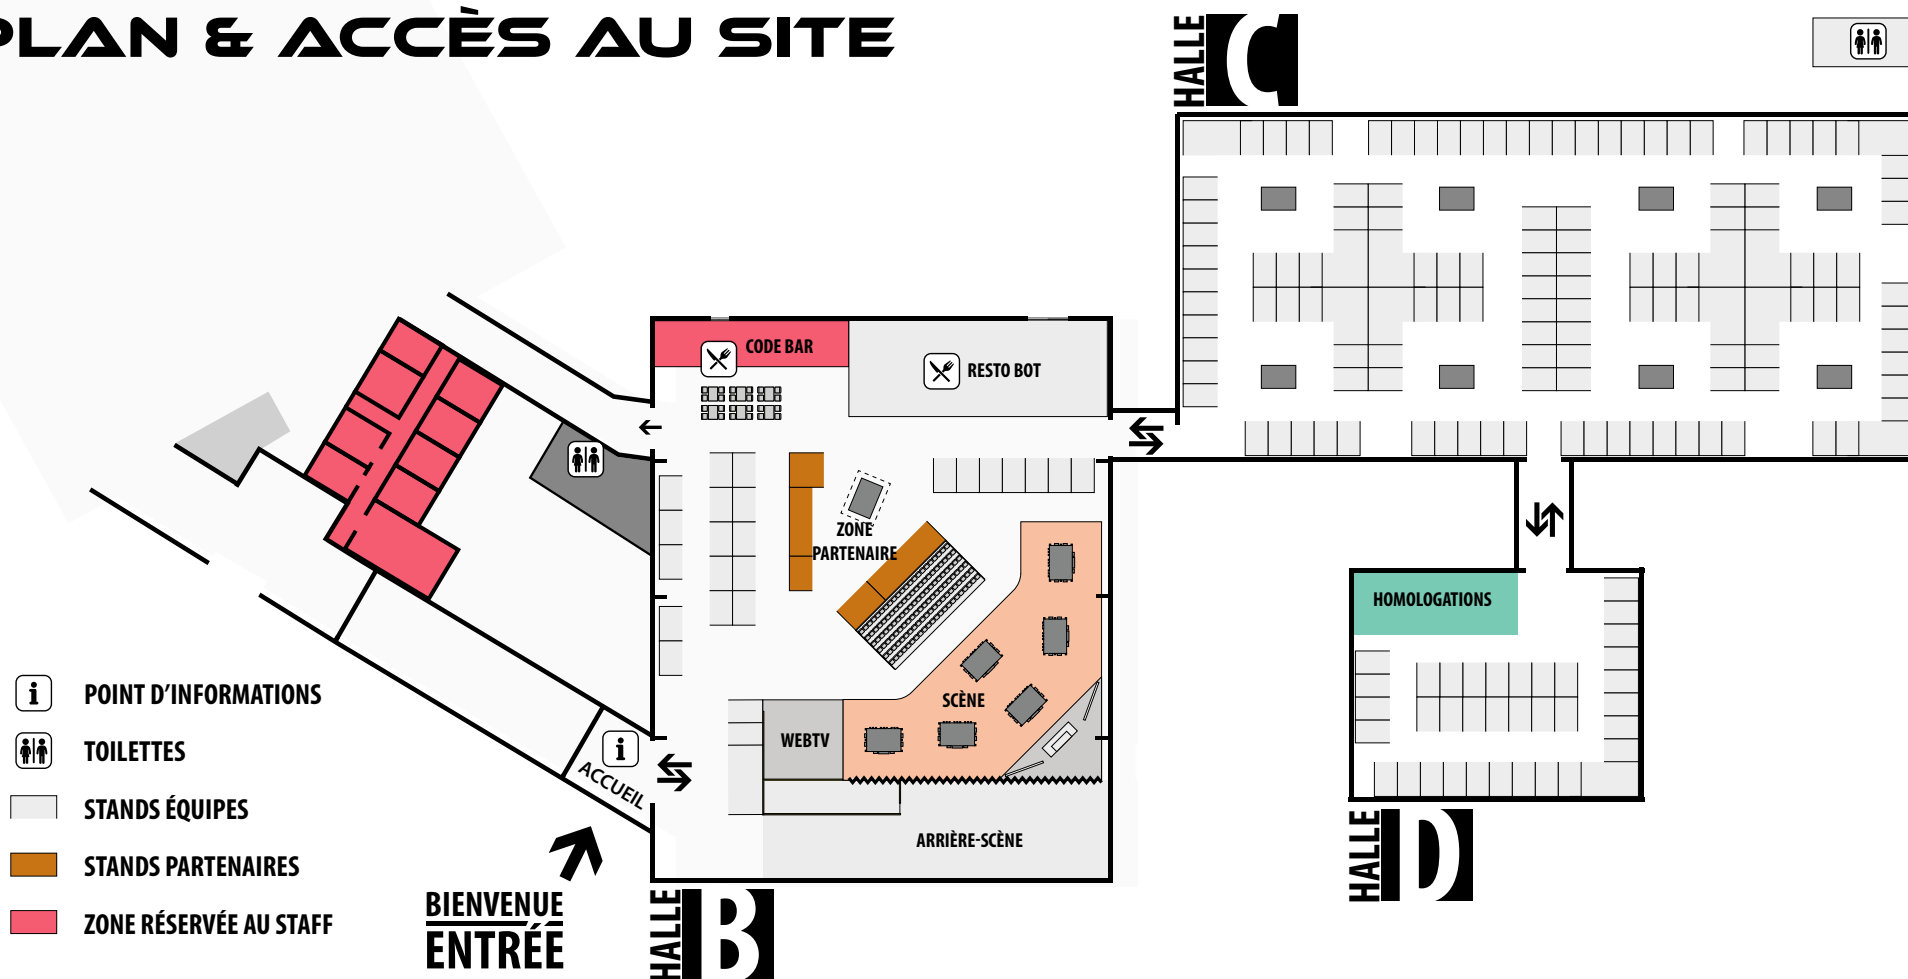 PLAN & ACCÈS AU SITE
HALLE C
CODE BAR
RESTO BOT
ZONE
PARTENAIRE
HOMOLOGATIONS
SCÈNE
WEBTV
i
ACCUEIL
ARRIÈRE-SCÈNE
i POINT D'INFORMATIONS
TOILETTES
STANDS ÉQUIPES
STANDS PARTENAIRES
ZONE RÉSERVÉE AU STAFF
BIENVENUE
ENTRÉE
HALLE B
HALLE D